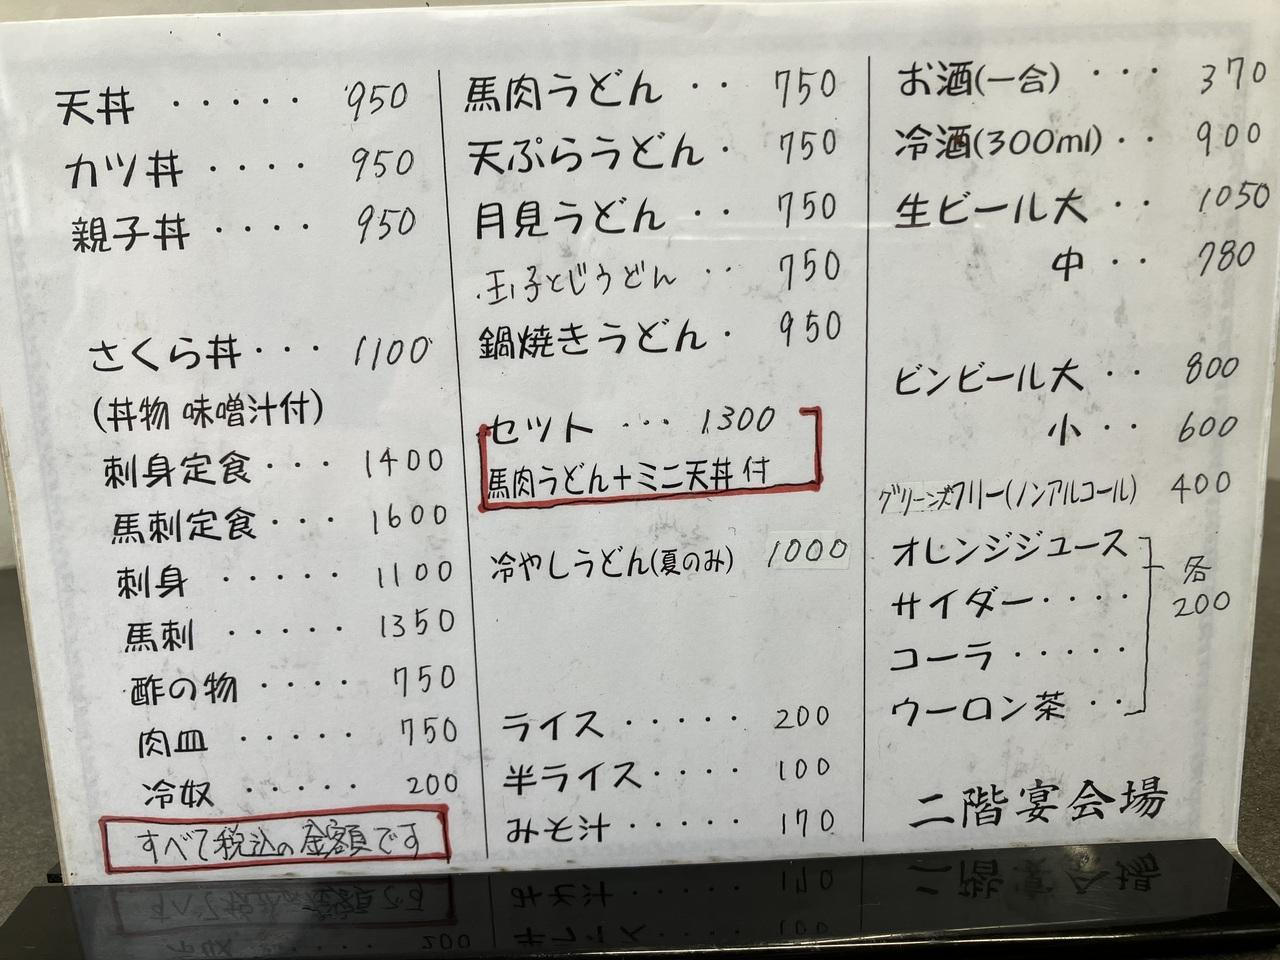 天丼 ・・・・・ 950
カツ丼 ・・・・ 950
親子丼 ・・・・ 950
さくら丼・・・ 1100
(丼物 味噌汁付)
刺身定食・・・ 1400
馬刺定食・・・ 1600
刺身 ・・・・・ 1100
馬刺 ・・・・・ 1350
酢の物 ・・・・ 750
肉皿 ・・・・・ 750
冷奴 ・・・・・ 200
すべて税込の金額です
馬肉うどん ・・ 750
天ぷらうどん・ 750
月見うどん ・・ 750
玉子とじうどん ・・ 750
鍋焼きうどん・ 950
セット ・・・ 1300
馬肉うどん+ミニ天丼付
冷やしうどん(夏のみ) 1000
ライス ・・・・・ 200
半ライス・・・・ 100
みそ汁 ・・・・・ 170
お酒(一合) ・・・ 370
冷酒(300ml)・・ 900
生ビール大 ・・ 1050
中 ・・ 780
ビンビール大 ・・ 800
小 ・・ 600
グリーンズフリー(ノンアルコール) 400
オレンジジュース
サイダー・・・・
コーラ ・・・・・
ウーロン茶 ・・
各
200
二階宴会場